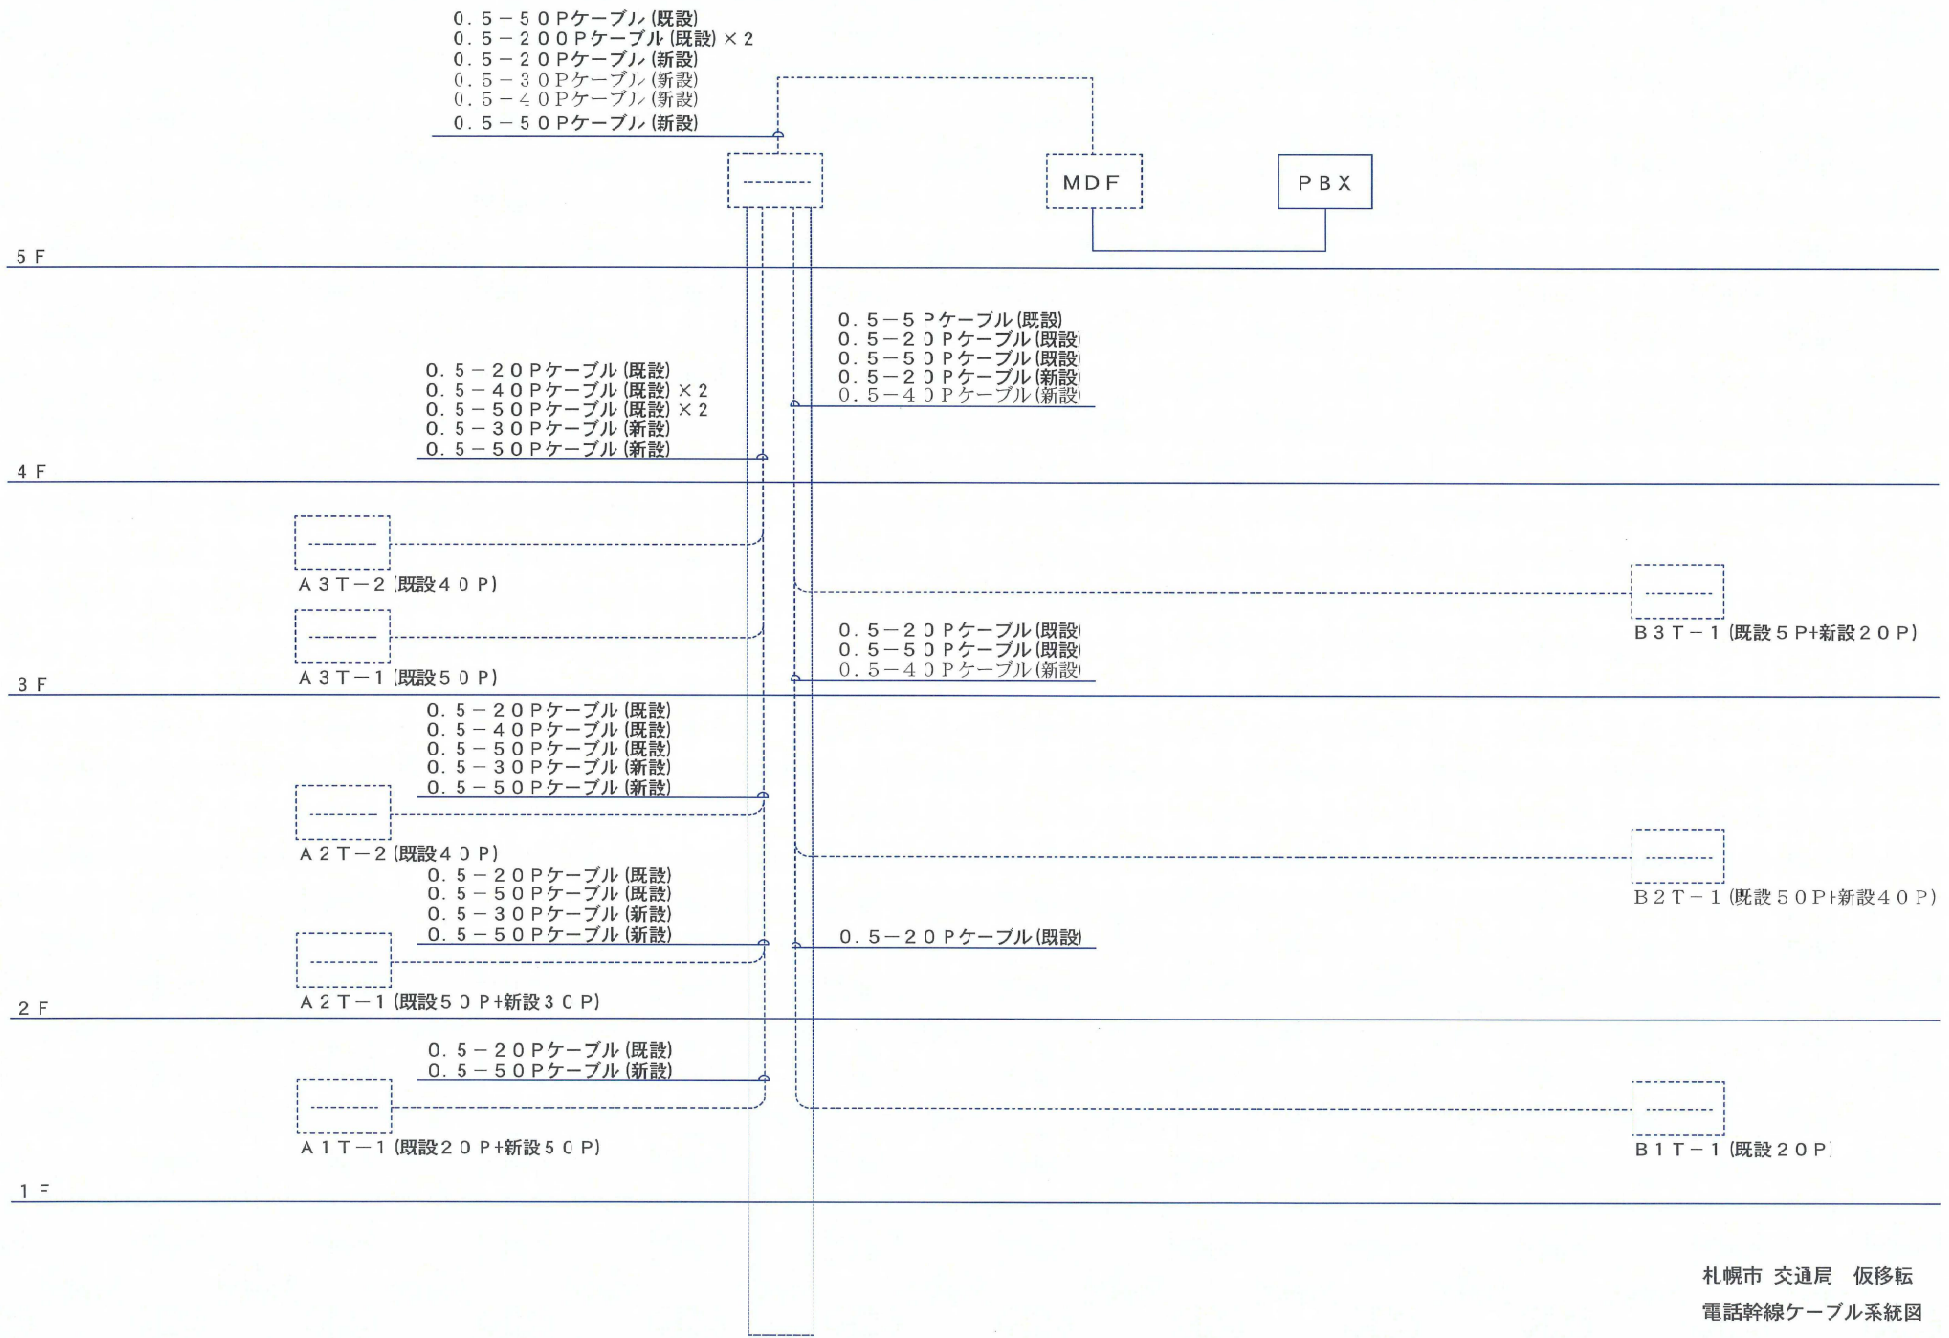 0.5-50Pケーブル(既設)
0.5-200Pケーブル(既設)×2
0.5-20Pケーブル(新設)
0.5-30Pケーブル(新設)
0.5-40Pケーブル(新設)
0.5-50Pケーブル(新設)
MDF
PBX
5F
0.5-5Pケーブル(既設)
0.5-20Pケーブル(既設)
0.5-50Pケーブル(既設)
0.5-20Pケーブル(新設)
0.5-40Pケーブル(新設)
0.5-20Pケーブル(既設)
0.5-40Pケーブル(既設)×2
0.5-50Pケーブル(既設)×2
0.5-30Pケーブル(新設)
0.5-50Pケーブル(新設)
4F
A3T-2(既設40P)
A3T-1(既設50P)
0.5-20Pケーブル(既設)
0.5-50Pケーブル(既設)
0.5-40Pケーブル(新設)
B3T-1(既設5P+新設20P)
3F
0.5-20Pケーブル(既設)
0.5-40Pケーブル(既設)
0.5-50Pケーブル(既設)
0.5-30Pケーブル(新設)
0.5-50Pケーブル(新設)
A2T-2(既設40P)
0.5-20Pケーブル(既設)
0.5-50Pケーブル(既設)
0.5-30Pケーブル(新設)
0.5-50Pケーブル(新設)
0.5-20Pケーブル(既設)
B2T-1(既設50P+新設40P)
A2T-1(既設50P+新設30P)
2F
0.5-20Pケーブル(既設)
0.5-50Pケーブル(新設)
A1T-1(既設20P+新設50P)
B1T-1(既設20P)
1F
札幌市 交通局 仮移転
電話幹線ケーブル系統図